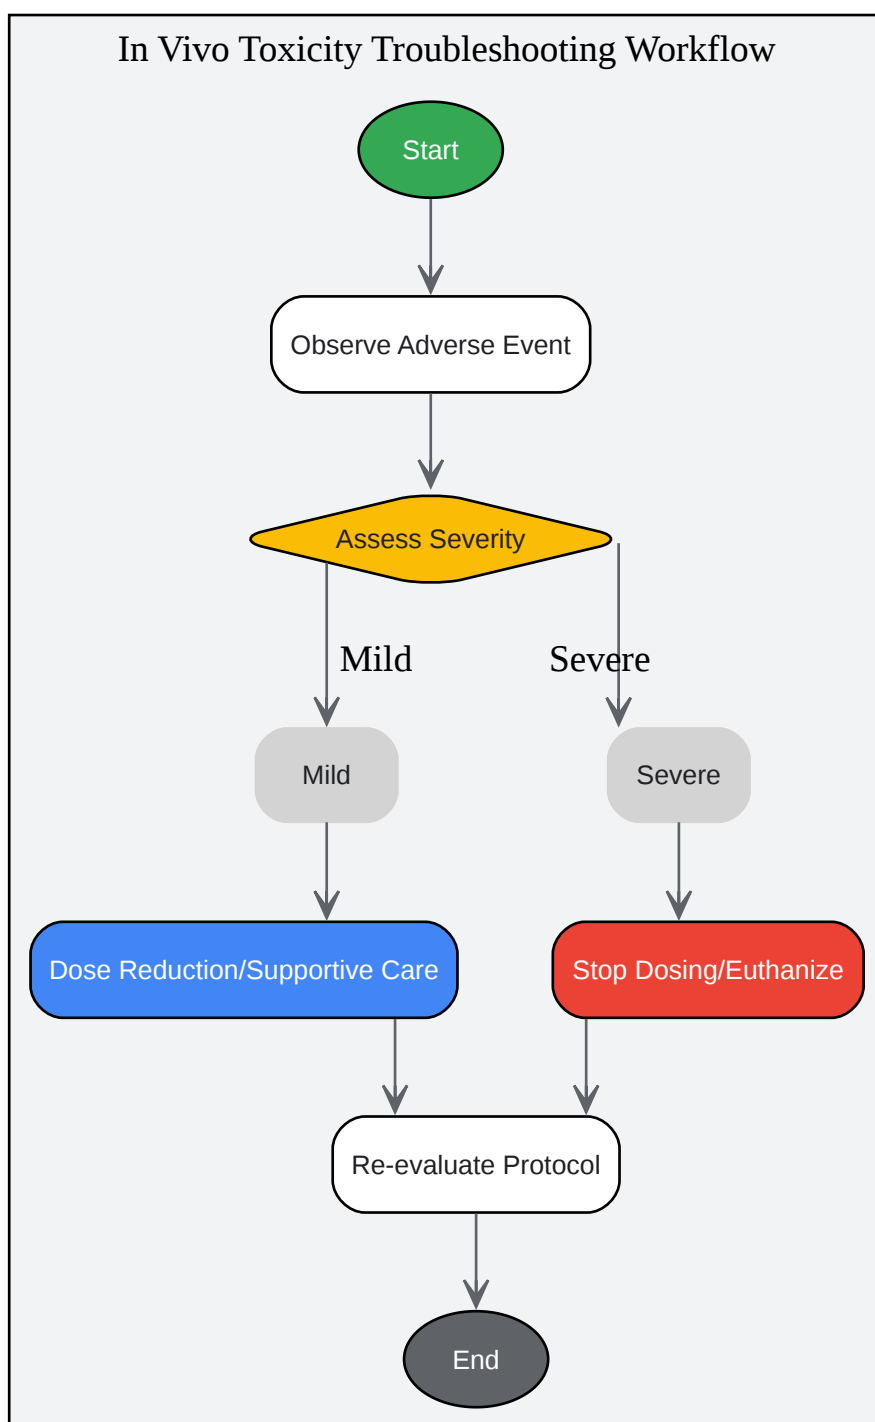 In Vivo Toxicity Troubleshooting Workflow
Start
Observe Adverse Event
Assess Severity
Mild
Severe
Mild
Severe
Dose Reduction/Supportive Care
Stop Dosing/Euthanize
Re-evaluate Protocol
End